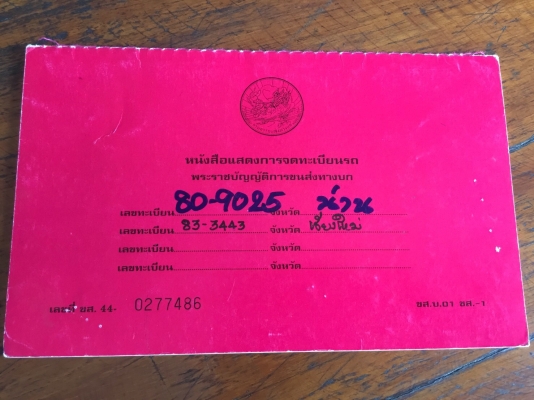 หนังสือแสดงการจดทะเบียนรถ
พระราชบัญญัติการขนส่งทางบก
เลขทะเบียน 80-9025 จังหวัด น่าน
เลขทะเบียน 83-3443 จังหวัด เชียงใหม่
เลขทะเบียน จังหวัด
เลขทะเบียน จังหวัด
เลขที่ ขส. 44- 0277486 ขส.บ.01 ขส.-1